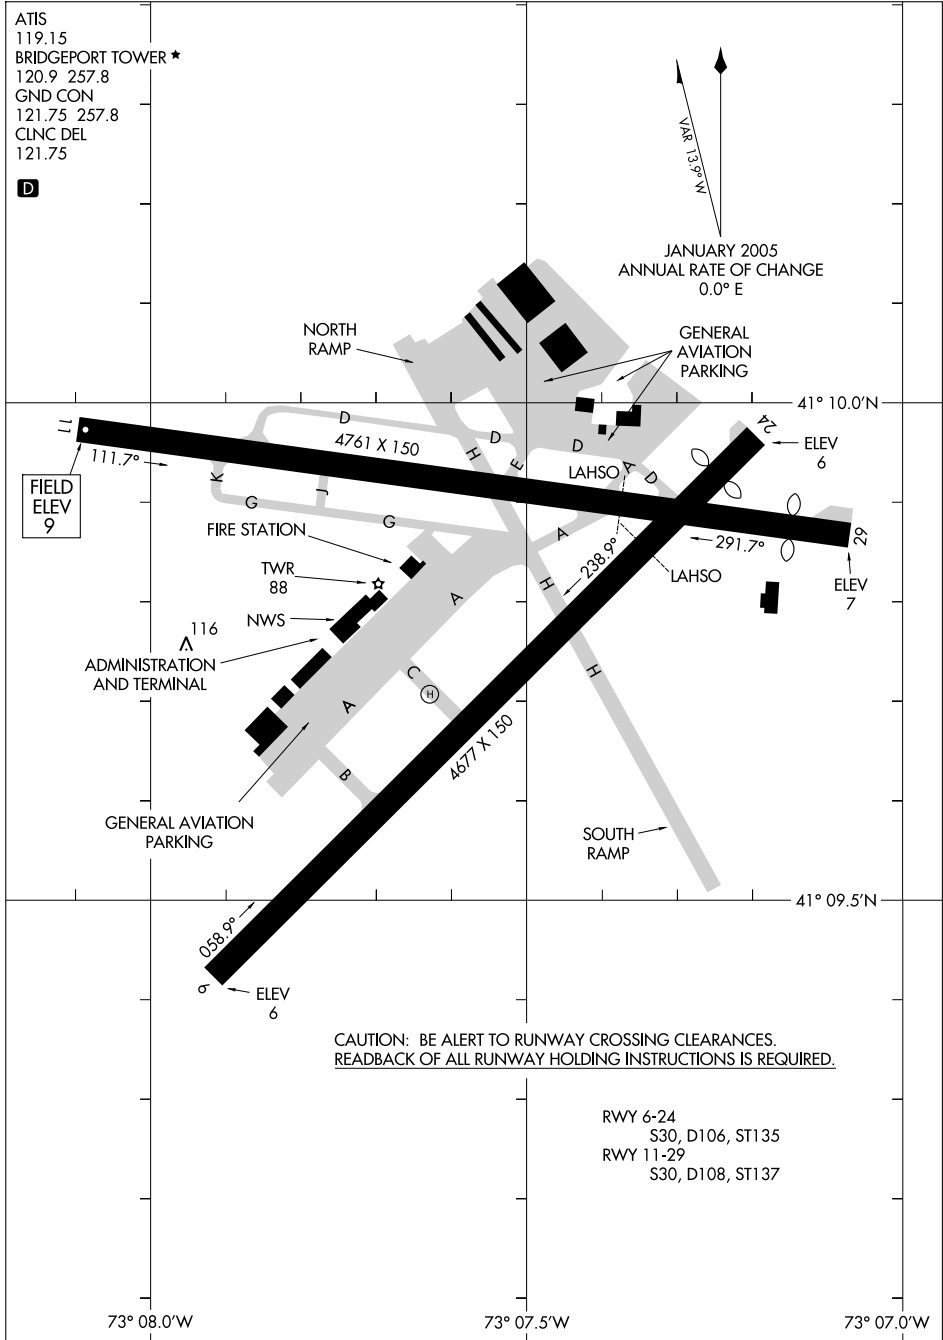 ATIS
119.15
BRIDGEPORT TOWER
120.9 257.8
GND CON
121.75 257.8
CLNC DEL
121.75
D
VAR 13.9° W
JANUARY 2005
ANNUAL RATE OF CHANGE
0.0° E
NORTH
RAMP
GENERAL
AVIATION
PARKING
41° 10.0'N
11
D
4761 X 150
111.7°
H
D
D
E
LAHSO
A
D
24
ELEV
6
FIELD
ELEV
9
K
J
G
G
FIRE STATION
A
238.9°
291.7°
29
LAHSO
ELEV
7
TWR
88
NWS
116
ADMINISTRATION
AND TERMINAL
A
H
H
C
H
A
B
4677 X 150
GENERAL AVIATION
PARKING
SOUTH
RAMP
41° 09.5'N
058.9°
6
ELEV
6
CAUTION: BE ALERT TO RUNWAY CROSSING CLEARANCES.
READBACK OF ALL RUNWAY HOLDING INSTRUCTIONS IS REQUIRED.
RWY 6-24
S30, D106, ST135
RWY 11-29
S30, D108, ST137
73° 08.0'W
73° 07.5'W
73° 07.0'W